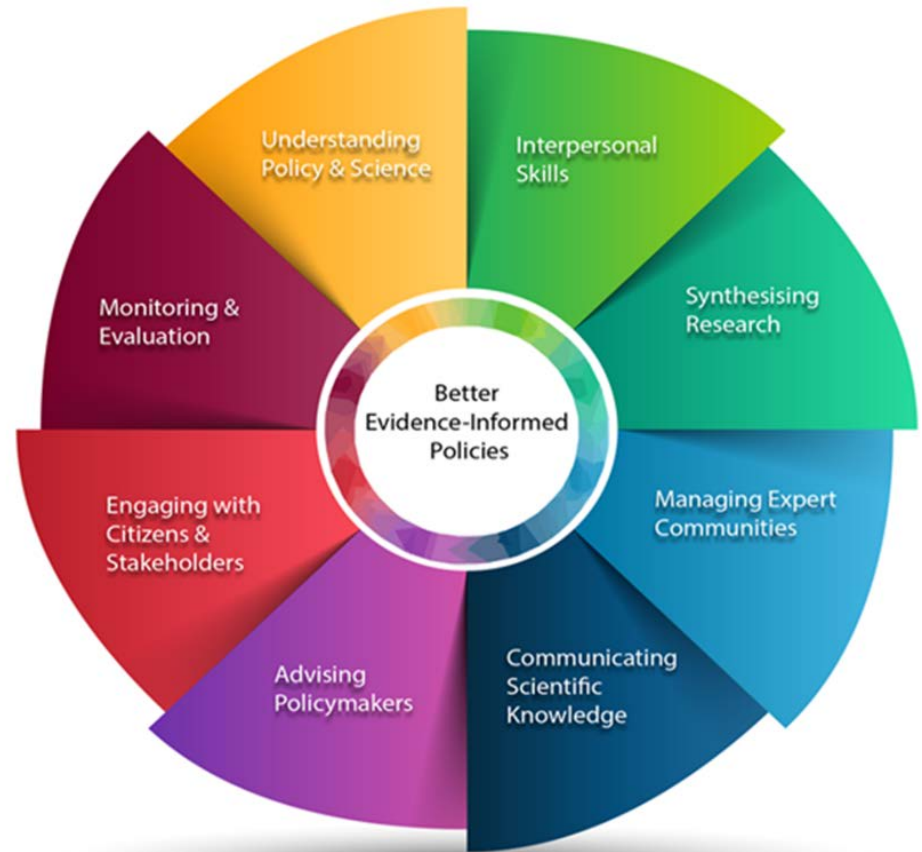 Understanding
Policy & Science
Interpersonal
Skills
Synthesising
Research
Managing Expert
Communities
Communicating
Scientific
Knowledge
Advising
Policymakers
Engaging with
Citizens &
Stakeholders
Monitoring &
Evaluation
Better
Evidence-Informed
Policies